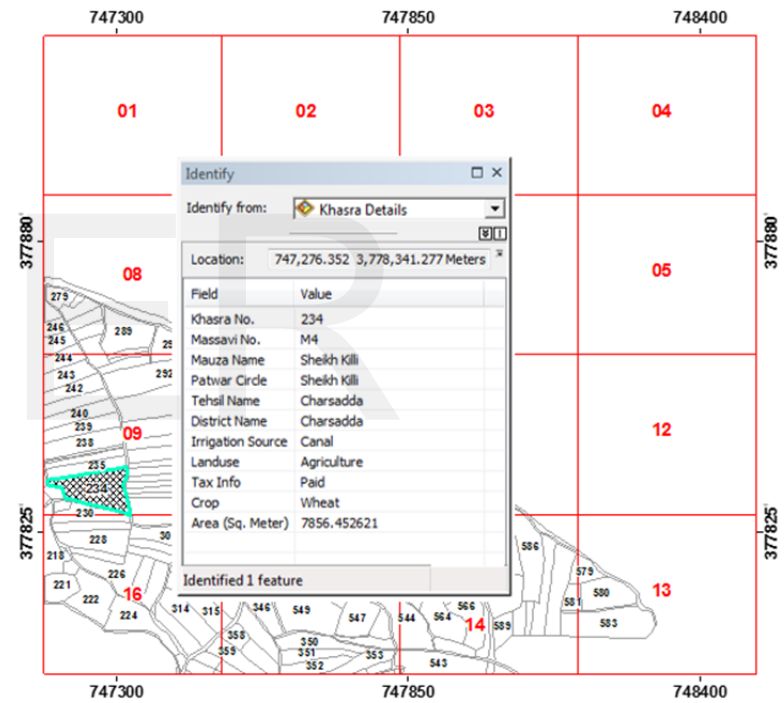 747300 747850 748400
01 02 03 04
Identify
Identify from: Khasra Details
Location: 747,276.352 3,778,341.277 Meters
377880
377880
08
05
Field Value
Khasra No. 234
Massavi No. M4
Mauza Name Sheikh Killi
Patwar Circle Sheikh Killi
Tehsil Name Charsadda
District Name Charsadda
Irrigation Source Canal
Landuse Agriculture
Tax Info Paid
Crop Wheat
Area (Sq. Meter) 7856.452621
Identified 1 feature
279
246
289
245
244
243
292
242
240
239
09
12
238
235
234
230
377825
377825
228
30
586
218
579
226
221
16
580
13
222
581
224
314
315
346
549
547
544
564
566
14
589
583
358
359
350
351
352
353
543
747300 747850 748400
ER